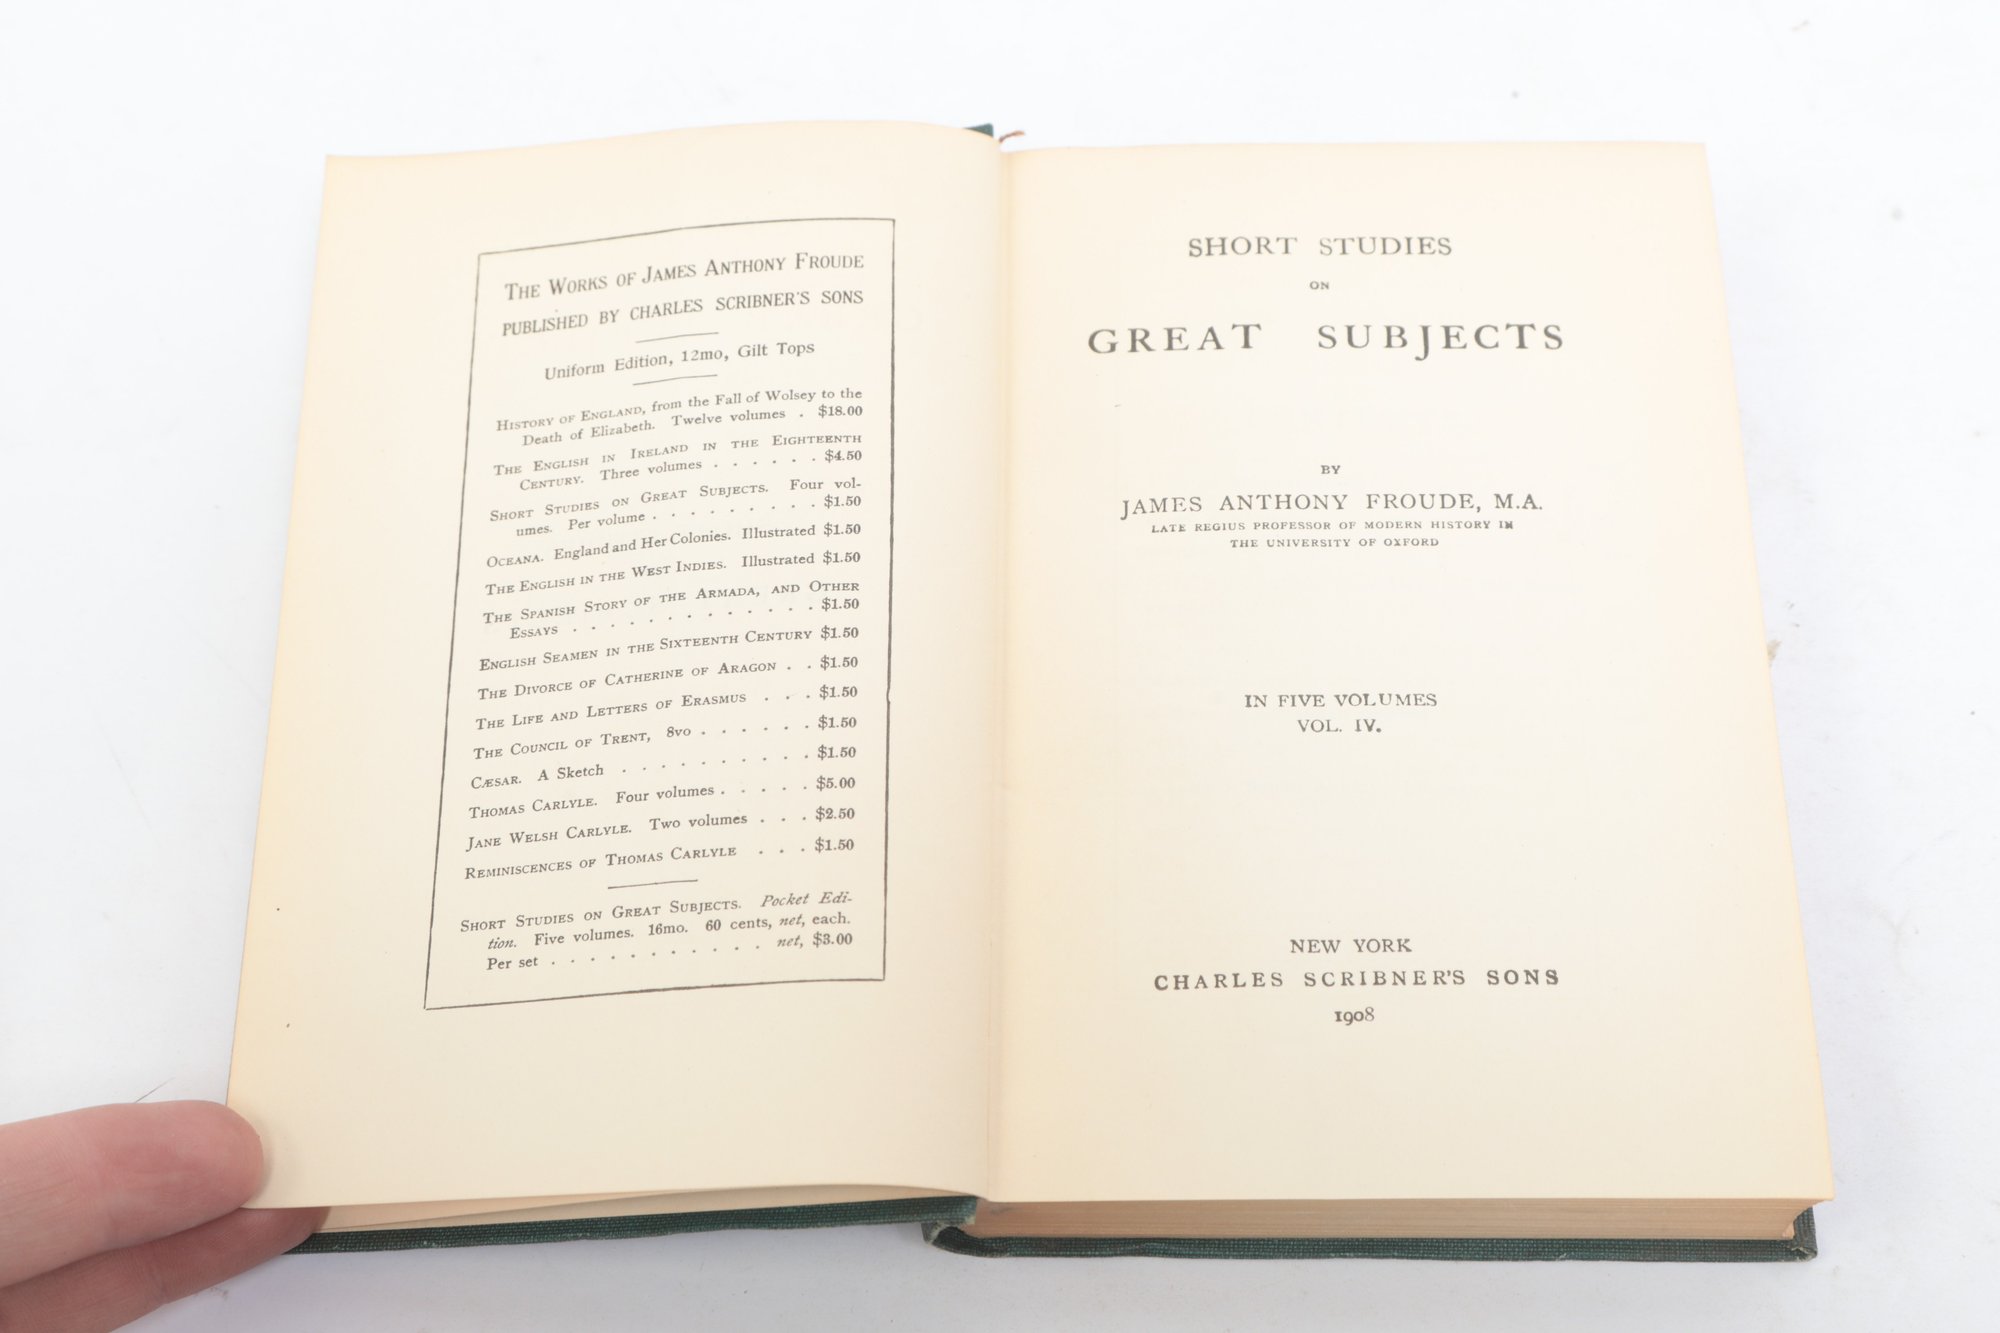 THE WORKS OF JAMES ANTHONY FROUDE
PUBLISHED BY CHARLES SCRIBNER'S SONS
Uniform Edition, 12mo, Gilt Tops
HISTORY OF ENGLAND, from the Fall of Wolsey to the
Death of Elizabeth. Twelve volumes . $18.00
THE ENGLISH IN IRELAND IN THE EIGHTEENTH
CENTURY. Three volumes . . . . . . $4.50
SHORT STUDIES ON GREAT SUBJECTS. Four vol-
umes. Per volume . . . . . . . . . $1.50
OCEANA. England and Her Colonies. Illustrated $1.50
THE ENGLISH IN THE WEST INDIES. Illustrated $1.50
THE SPANISH STORY OF THE ARMADA, AND OTHER
ESSAYS . . . . . . . . . . . . . $1.50
ENGLISH SEAMEN IN THE SIXTEENTH CENTURY $1.50
THE DIVORCE OF CATHERINE OF ARAGON . . $1.50
THE LIFE AND LETTERS OF ERASMUS . . . $1.50
THE COUNCIL OF TRENT, 8vo . . . . . . $1.50
CÆSAR. A Sketch . . . . . . . . . . $1.50
THOMAS CARLYLE. Four volumes . . . . . $5.00
JANE WELSH CARLYLE. Two volumes . . . $2.50
REMINISCENCES OF THOMAS CARLYLE . . . $1.50
SHORT STUDIES ON GREAT SUBJECTS. Pocket Edi-
tion. Five volumes. 16mo. 60 cents, net, each.
Per set . . . . . . . . . . net, $3.00
SHORT STUDIES
ON
GREAT SUBJECTS
BY
JAMES ANTHONY FROUDE, M.A.
LATE REGIUS PROFESSOR OF MODERN HISTORY IN
THE UNIVERSITY OF OXFORD
IN FIVE VOLUMES
VOL. IV.
NEW YORK
CHARLES SCRIBNER'S SONS
1908